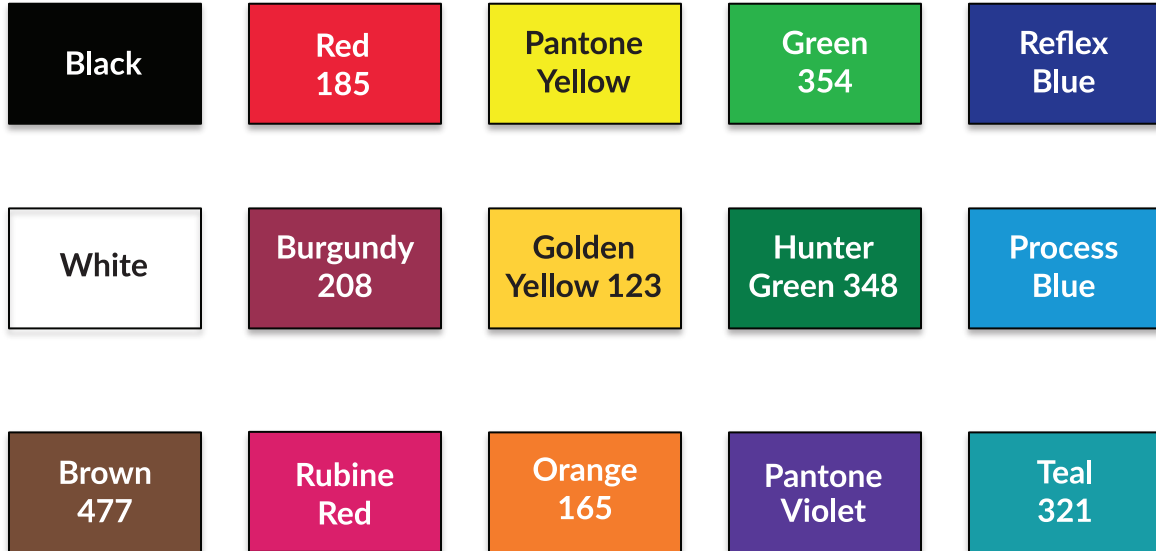 Black
Red
185
Pantone
Yellow
Green
354
Reflex
Blue
White
Burgundy
208
Golden
Yellow 123
Hunter
Green 348
Process
Blue
Brown
477
Rubine
Red
Orange
165
Pantone
Violet
Teal
321